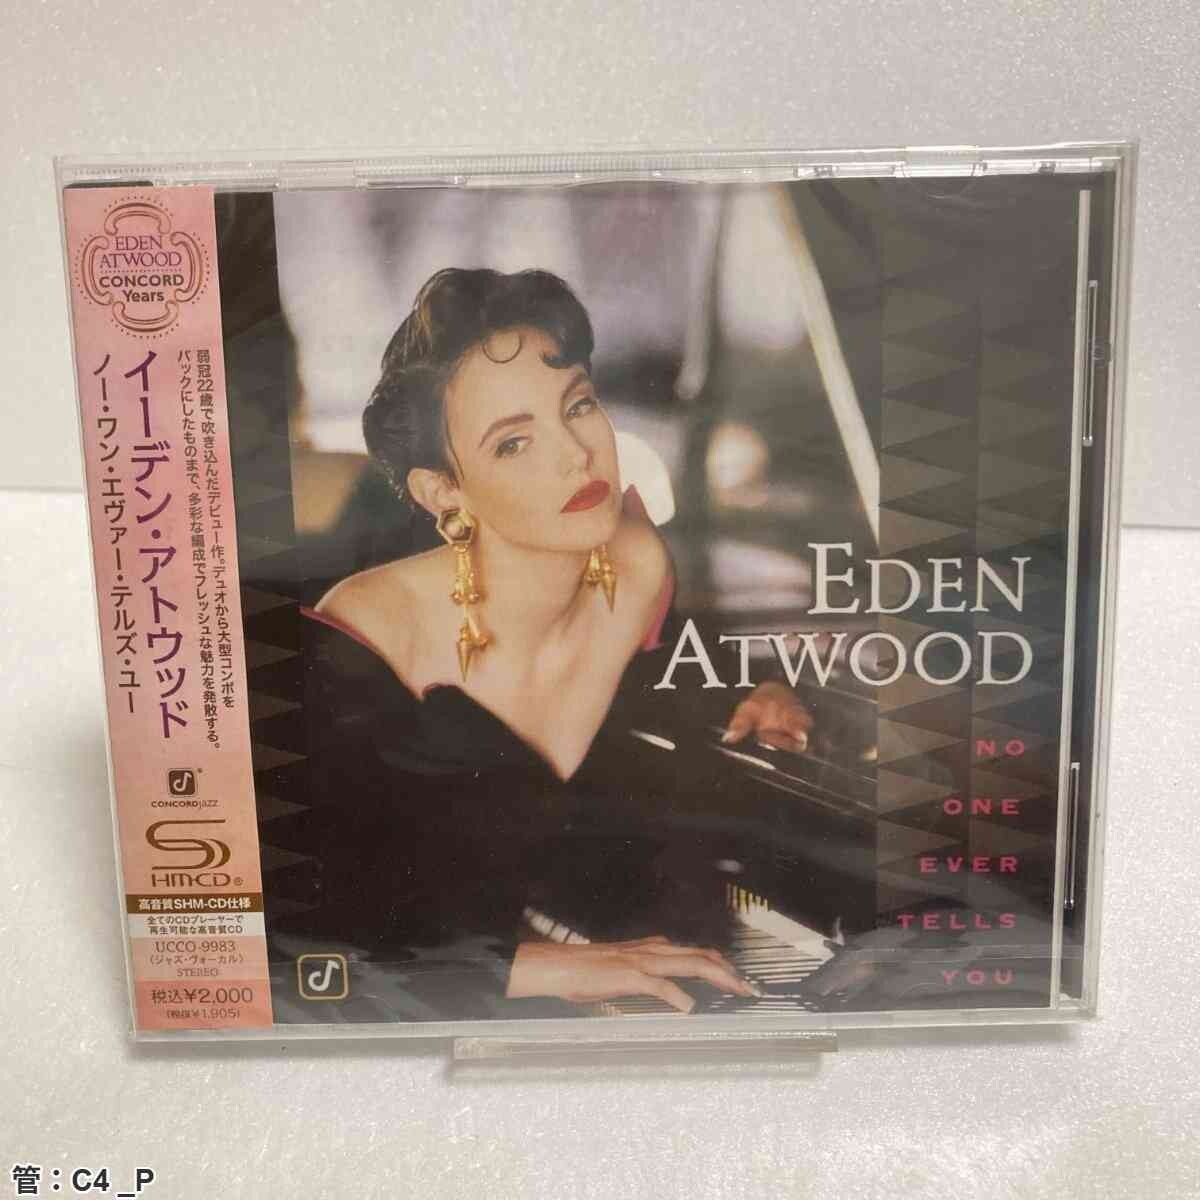 EDEN
ATWOOD
CONCORD
Years
イーデン・アトウッド
ノー・ワン・エヴァー・テルズ・ユー
弱冠22歳で吹き込んだデビュー作。デュオから大型コンボを
バックにしたものまで、多彩な編成でフレッシュな魅力を発散する。
CONCORDjazz
HMCD®
高音質SHM-CD仕様
全てのCDプレーヤーで
再生可能な高音質CD
UCCO-9983
(ジャズ・ヴォーカル)
STEREO
税込¥2,000
(税抜¥1,905)
EDEN
ATWOOD
NO
ONE
EVER
TELLS
YOU
管：C4 _P